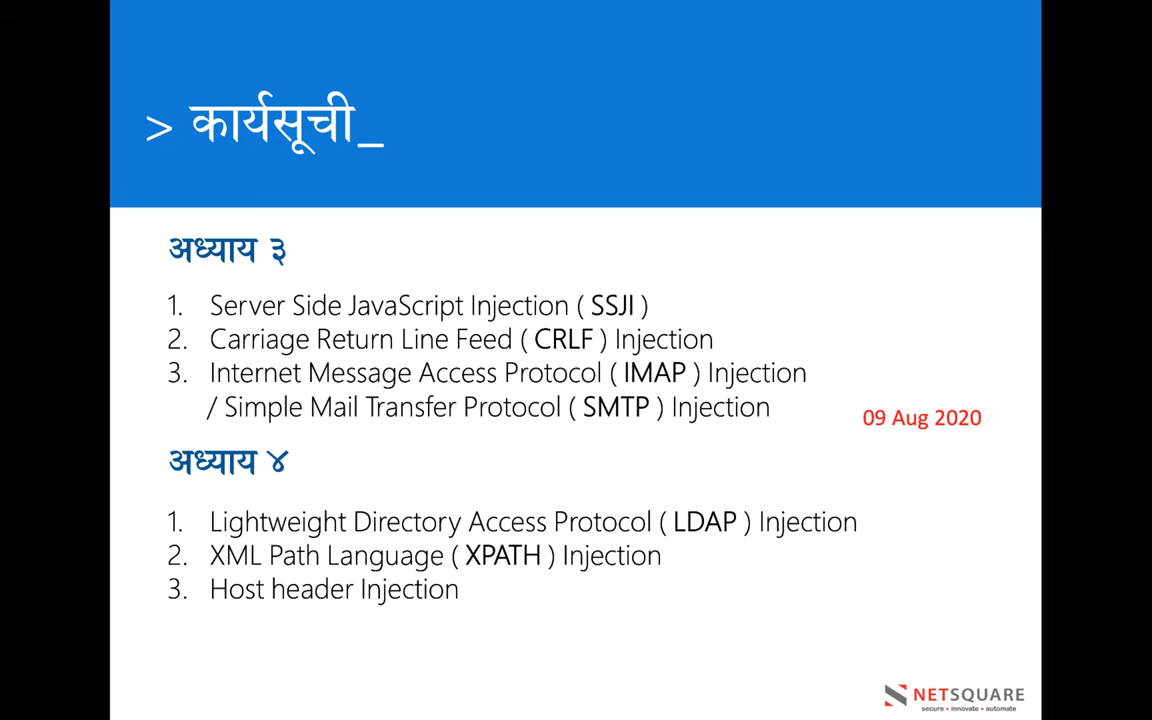 > कार्यसूची_
अध्याय ३
1. Server Side JavaScript Injection ( SSJI )
2. Carriage Return Line Feed ( CRLF ) Injection
3. Internet Message Access Protocol ( IMAP ) Injection
/ Simple Mail Transfer Protocol ( SMTP ) Injection
09 Aug 2020
अध्याय ४
1. Lightweight Directory Access Protocol ( LDAP ) Injection
2. XML Path Language ( XPATH ) Injection
3. Host header Injection
NETSQUARE
secure • innovate • automate